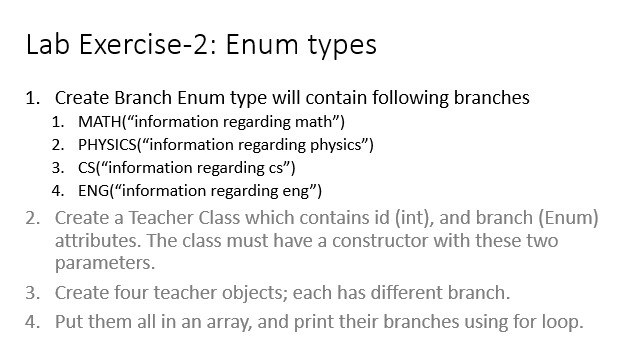 Lab Exercise-2: Enum types
1. Create Branch Enum type will contain following branches
1. MATH(“information regarding math”)
2. PHYSICS(“information regarding physics”)
3. CS(“information regarding cs”)
4. ENG(“information regarding eng”)
2. Create a Teacher Class which contains id (int), and branch (Enum)
attributes. The class must have a constructor with these two
parameters.
3. Create four teacher objects; each has different branch.
4. Put them all in an array, and print their branches using for loop.